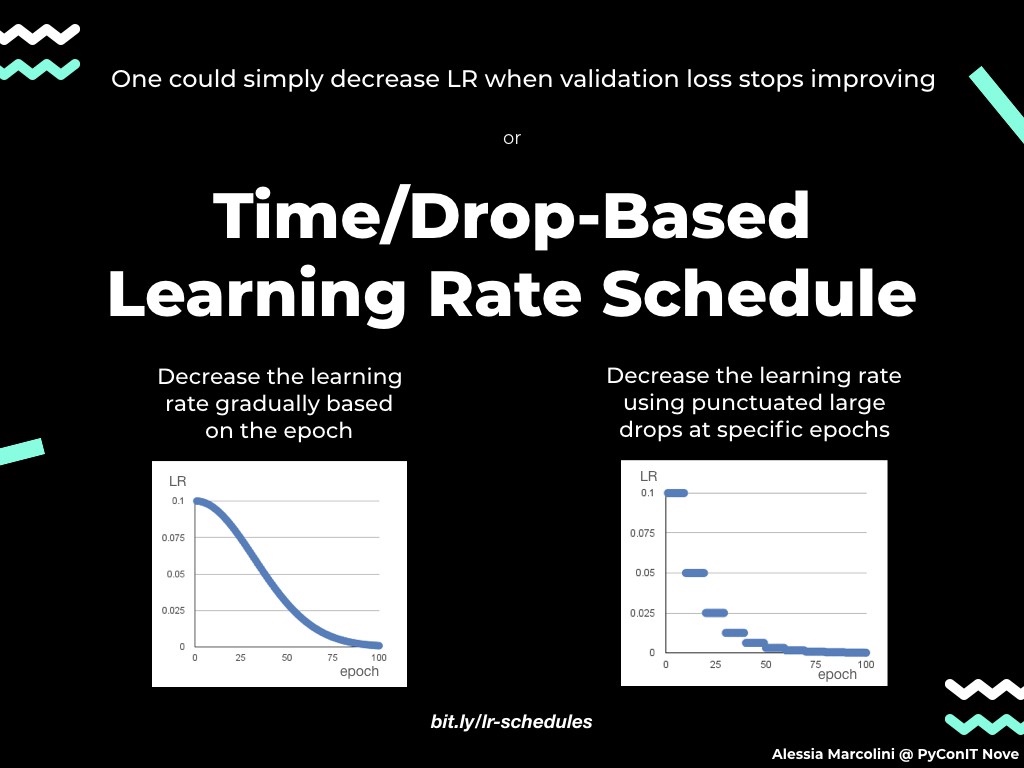 One could simply decrease LR when validation loss stops improving
or
Time/Drop-Based
Learning Rate Schedule
Decrease the learning
rate gradually based
on the epoch
LR
0.1
0.075
0.05
0.025
0
0 25 50 75 100
epoch
Decrease the learning rate
using punctuated large
drops at specific epochs
LR
0.1
0.075
0.05
0.025
0
0 25 50 75 100
epoch
bit.ly/lr-schedules
Alessia Marcolini @ PyConIT Nove